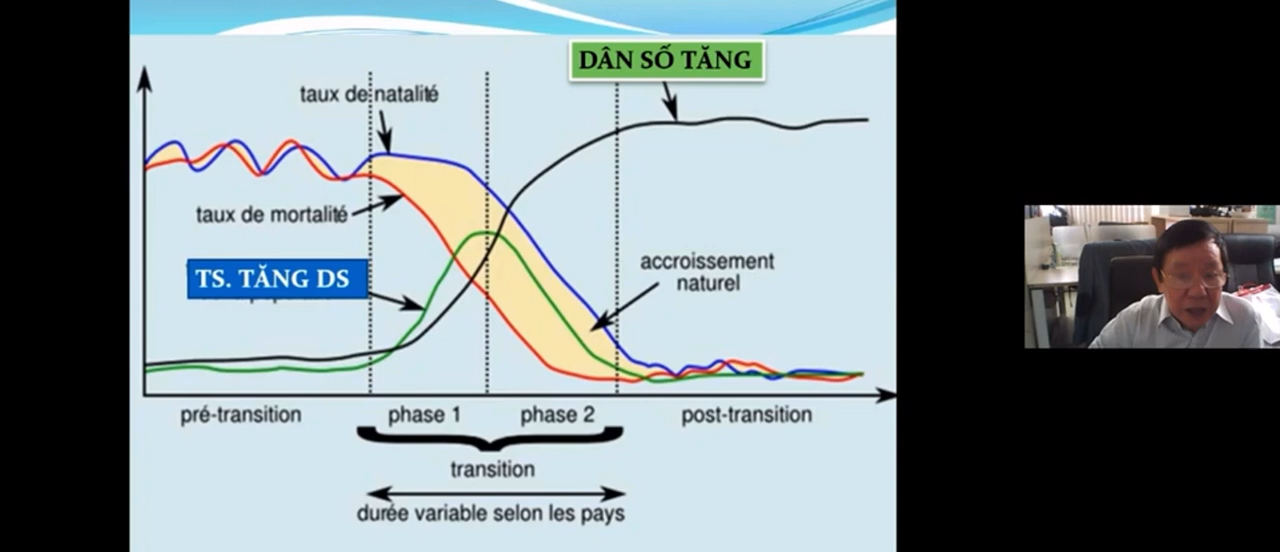 DÂN SỐ TĂNG
taux de natalité
taux de mortalité
TS. TĂNG DS
accroissement
naturel
pré-transition
phase 1
phase 2
post-transition
transition
durée variable selon les pays